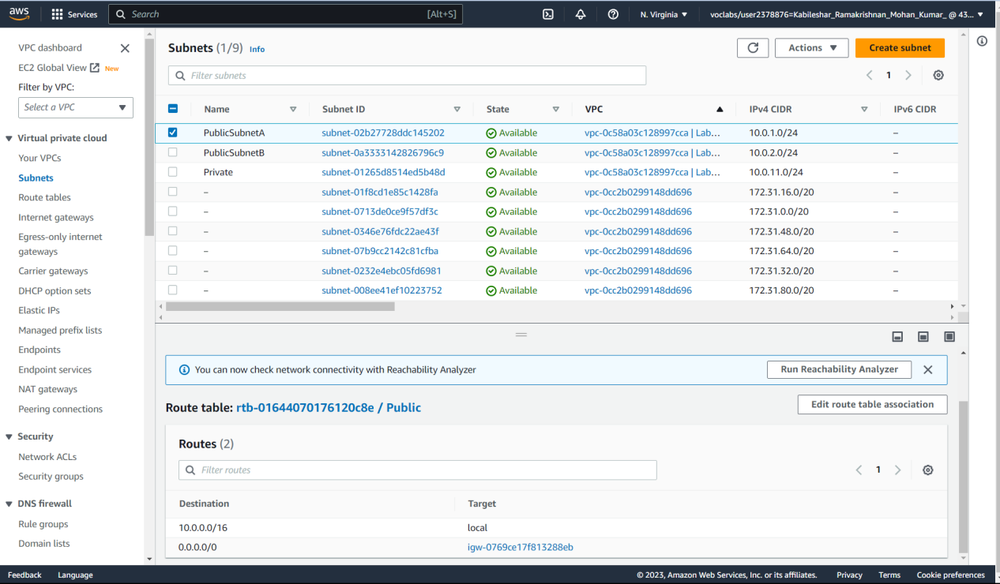 aws Services Search [Alt+S] N. Virginia voclabs/user2378876=Kabileshar_Ramakrishnan_Mohan_Kumar_ @ 43...
VPC dashboard
EC2 Global View New
Filter by VPC:
Select a VPC
Virtual private cloud
Your VPCs
Subnets
Route tables
Internet gateways
Egress-only internet
gateways
Carrier gateways
DHCP option sets
Elastic IPs
Managed prefix lists
Endpoints
Endpoint services
NAT gateways
Peering connections
Security
Network ACLs
Security groups
DNS firewall
Rule groups
Domain lists
Subnets (1/9) Info Actions Create subnet
Filter subnets 1
Name Subnet ID State VPC IPv4 CIDR IPv6 CIDR
PublicSubnetA subnet-02b27728ddc145202 Available vpc-0c58a03c128997cca | Lab... 10.0.1.0/24 –
PublicSubnetB subnet-0a3333142826796c9 Available vpc-0c58a03c128997cca | Lab... 10.0.2.0/24 –
Private subnet-01265d8514ed5b48d Available vpc-0c58a03c128997cca | Lab... 10.0.11.0/24 –
– subnet-01f8cd1e85c1428fa Available vpc-0cc2b0299148dd696 172.31.16.0/20 –
– subnet-0713de0ce9f57df3c Available vpc-0cc2b0299148dd696 172.31.0.0/20 –
– subnet-0346e76fdc22ae43f Available vpc-0cc2b0299148dd696 172.31.48.0/20 –
– subnet-07b9cc2142c81cfba Available vpc-0cc2b0299148dd696 172.31.64.0/20 –
– subnet-0232e4ebc05fd6981 Available vpc-0cc2b0299148dd696 172.31.32.0/20 –
– subnet-008ee41ef10223752 Available vpc-0cc2b0299148dd696 172.31.80.0/20 –
You can now check network connectivity with Reachability Analyzer Run Reachability Analyzer
Route table: rtb-01644070176120c8e / Public Edit route table association
Routes (2)
Filter routes 1
Destination Target
10.0.0.0/16 local
0.0.0.0/0 igw-0769ce17f813288eb
Feedback Language © 2023, Amazon Web Services, Inc. or its affiliates. Privacy Terms Cookie preferences